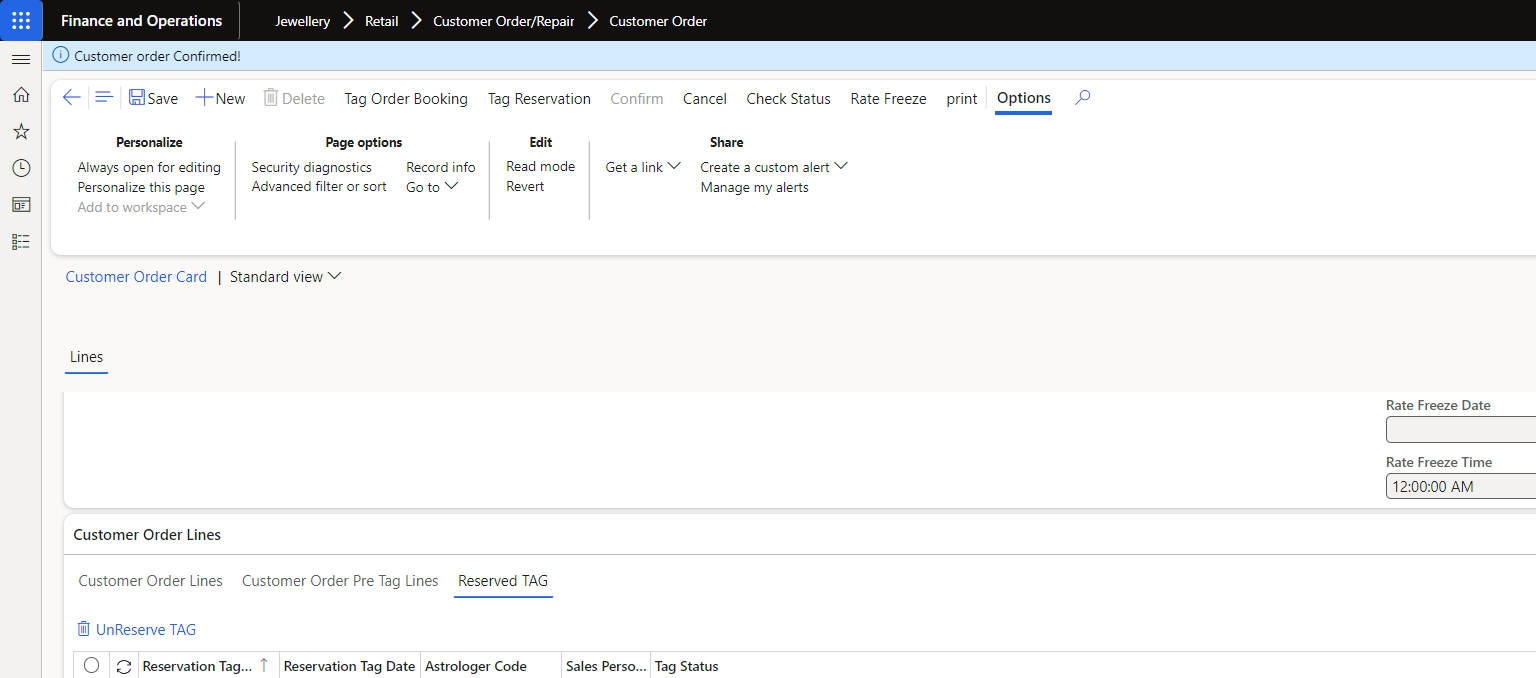 Finance and Operations Jewellery Retail Customer Order/Repair Customer Order
Customer order Confirmed!
Save New Delete Tag Order Booking Tag Reservation Confirm Cancel Check Status Rate Freeze print Options
Personalize Page options Edit Share
Always open for editing Security diagnostics Record info Read mode Get a link Create a custom alert
Personalize this page Advanced filter or sort Go to Revert Manage my alerts
Add to workspace
Customer Order Card | Standard view
Lines
Rate Freeze Date
Rate Freeze Time
12:00:00 AM
Customer Order Lines
Customer Order Lines Customer Order Pre Tag Lines Reserved TAG
UnReserve TAG
Reservation Tag... Reservation Tag Date Astrologer Code Sales Perso... Tag Status